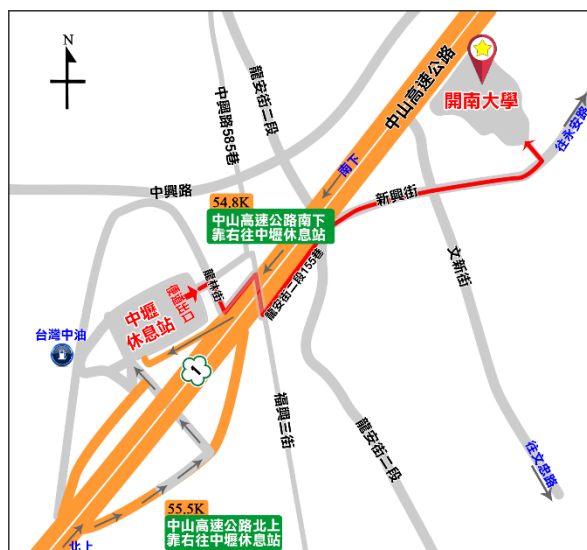 N
中興路585巷
龍安街二段
中山高速公路
開南大學
往永安路
南下
中興路
新興街
54.8K
中山高速公路南下
靠右往中壢休息站
文新街
龍林街
龍安街二段155巷
便道出口
中壢
休息站
台灣中油
1
福興三街
龍安街二段
往文忠路
55.5K
中山高速公路北上
靠右往中壢休息站
北上